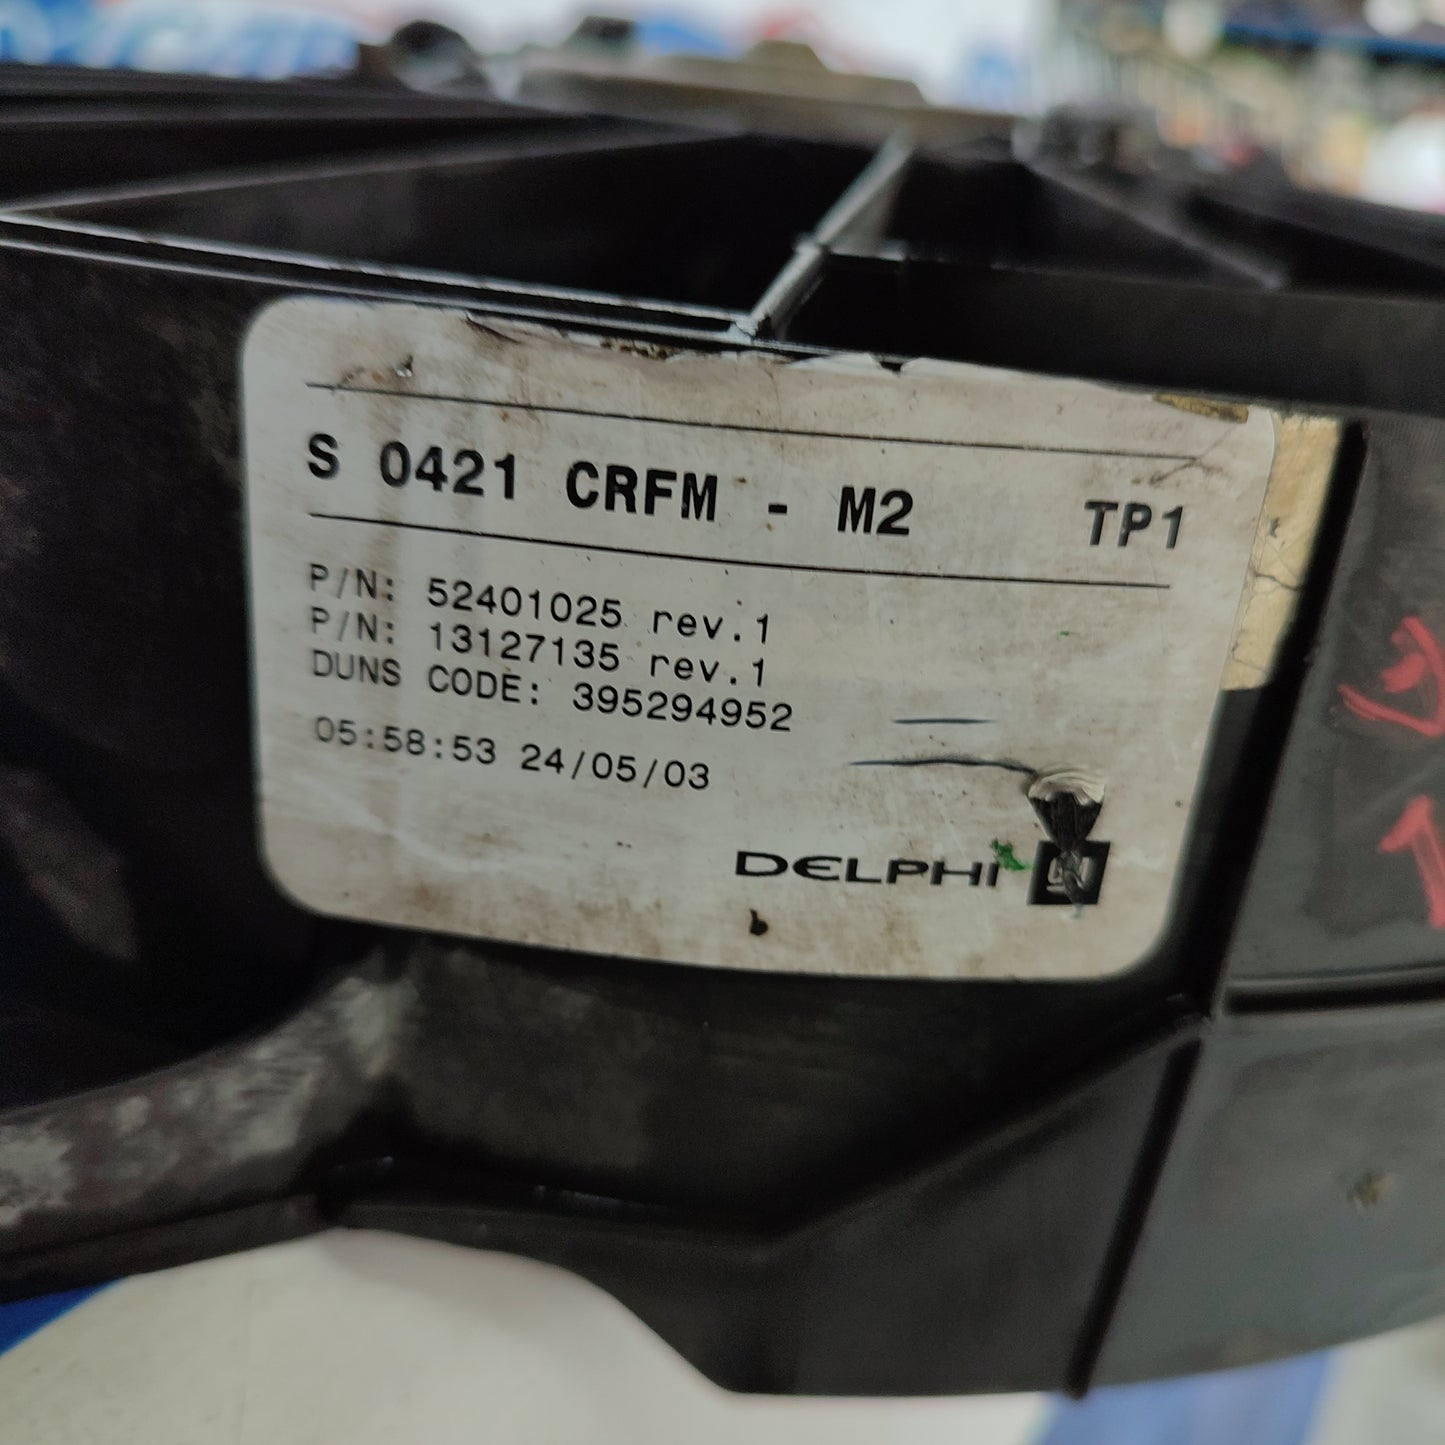 S 0421 CRFM - M2 TP1
P/N: 52401025 rev.1
P/N: 13127135 rev.1
DUNS CODE: 395294952
05:58:53 24/05/03
DELPHI